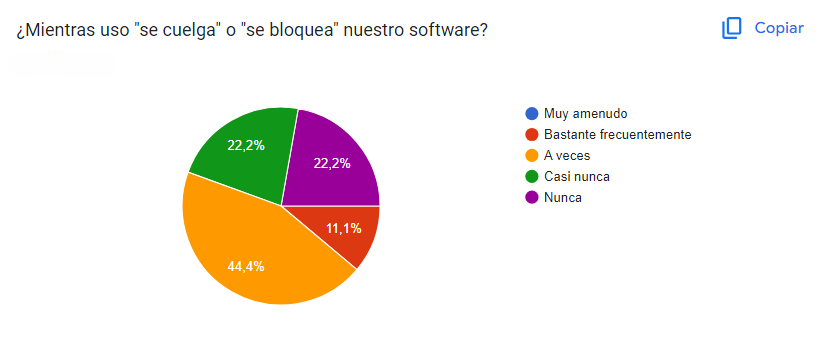 ¿Mientras uso "se cuelga" o "se bloquea" nuestro software?
Copiar
22,2%
22,2%
11,1%
44,4%
Muy amenudo
Bastante frecuentemente
A veces
Casi nunca
Nunca